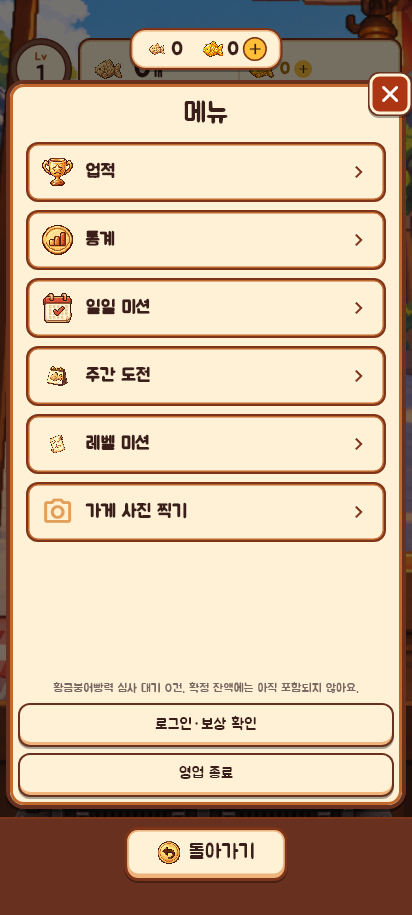 0 0
Lv
1
0
메뉴
업적
통계
일일 미션
주간 도전
레벨 미션
가게 사진 찍기
황금붕어빵력 심사 대기 0건, 확정 잔액에는 아직 포함되지 않아요.
로그인·보상 확인
영업 종료
돌아가기